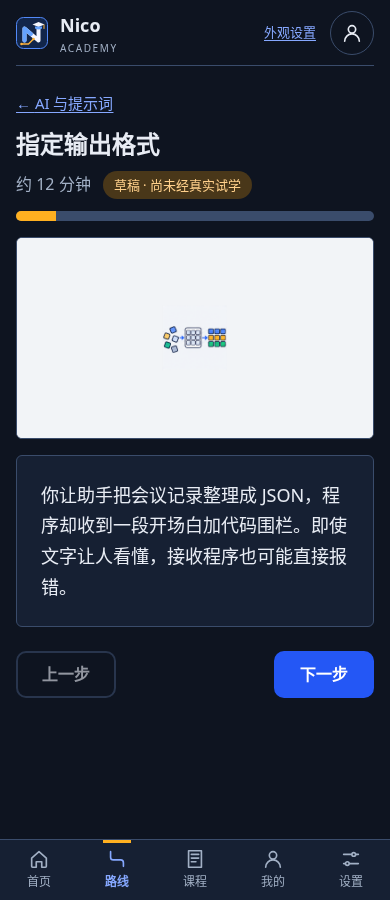 Nico
ACADEMY
外观设置
← AI 与提示词
指定输出格式
约 12 分钟
草稿 · 尚未经真实试学
你让助手把会议记录整理成 JSON，程
序却收到一段开场白加代码围栏。即使
文字让人看懂，接收程序也可能直接报
错。
上一步
下一步
首页
路线
课程
我的
设置